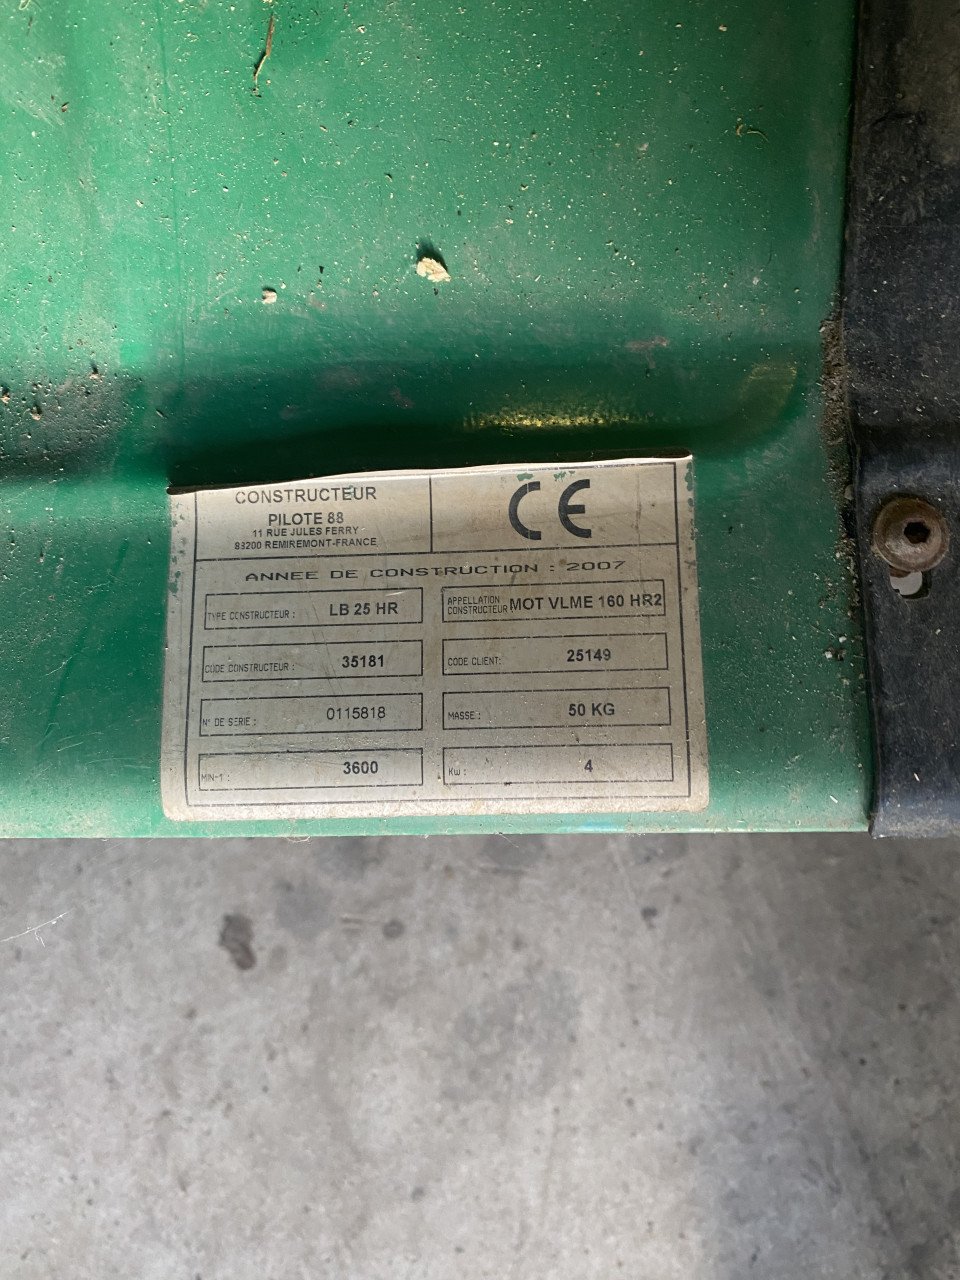 CONSTRUCTEUR
PILOTE 88
11 RUE JULES FERRY
88200 REMIREMONT-FRANCE
CE
ANNEE DE CONSTRUCTION : 2007
TYPE CONSTRUCTEUR : LB 25 HR
APPELLATION
CONSTRUCTEUR MOT VLME 160 HR2
CODE CONSTRUCTEUR : 35181
CODE CLIENT: 25149
N° DE SERIE : 0115818
MASSE : 50 KG
MIN-1 : 3600
KW : 4